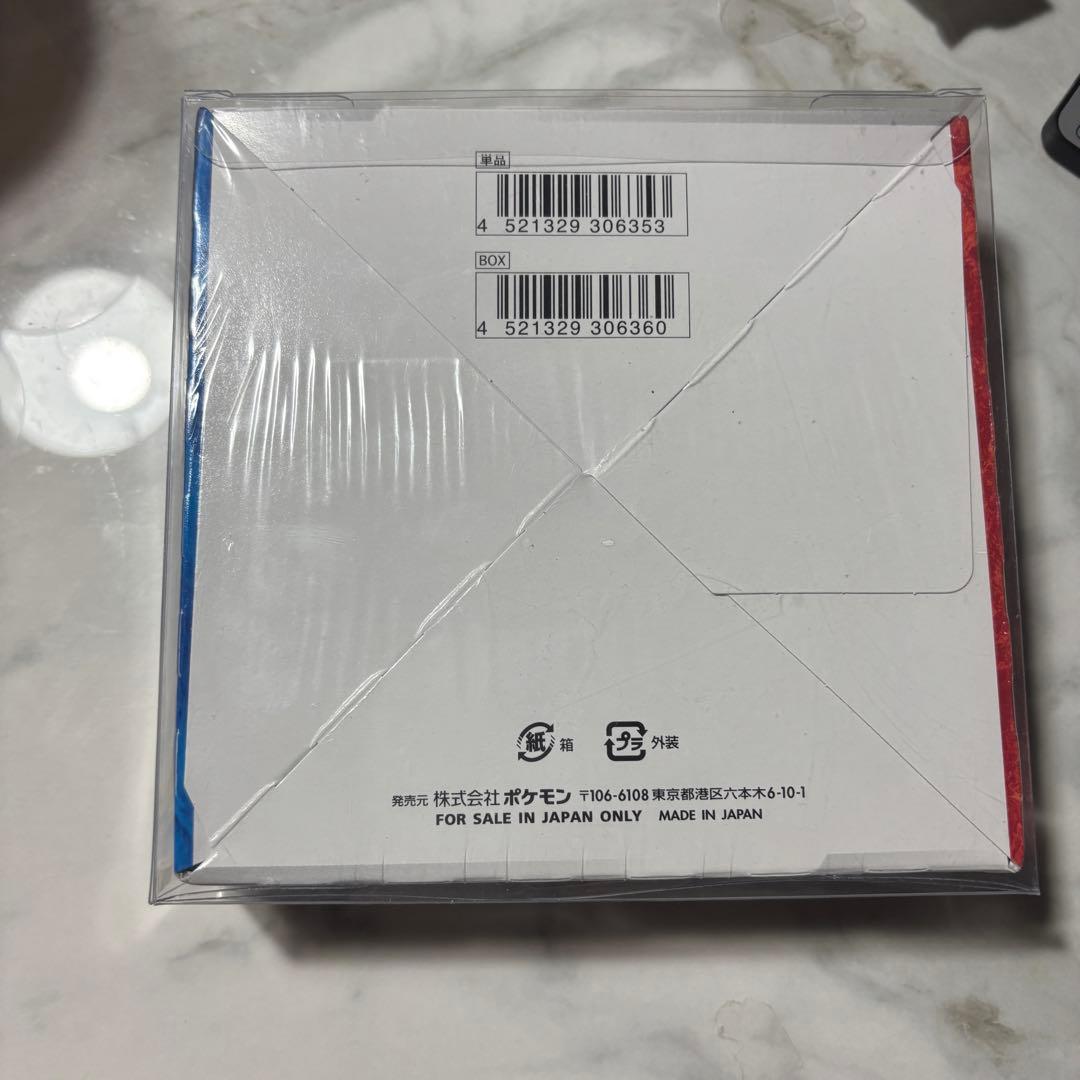 単品
4 521329 306353
BOX
4 521329 306360
紙 箱 プラ 外装
発売元 株式会社 ポケモン 〒106-6108 東京都港区六本木6-10-1
FOR SALE IN JAPAN ONLY MADE IN JAPAN